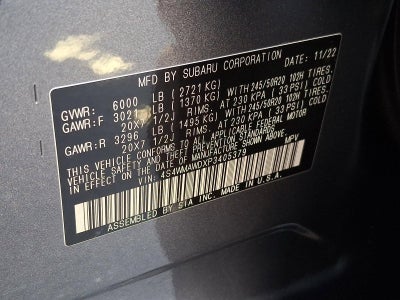 MFD BY SUBARU CORPORATION 11/22
GVWR: 6000 LB (2721 KG)
GAWR:F 3021 LB (1370 KG) WITH 245/50R20 102H TIRES.
20X7 1/2J RIMS. AT 230 KPA (33 PSI) COLD
GAWR:R 3296 LB (1495 KG) WITH 245/50R20 102H TIRES.
20X7 1/2J RIMS. AT 230 KPA (33 PSI) COLD
THIS VEHICLE CONFORMS TO ALL APPLICABLE FEDERAL MOTOR
VEHICLE SAFETY AND THEFT PREVENTION STANDARDS
IN EFFECT ON THE DATE OF MANUFACTURE SHOWN ABOVE.
VIN: 4S4WMAWDXP3405379 MPV
ASSEMBLED BY SIA INC. MADE IN U.S.A.